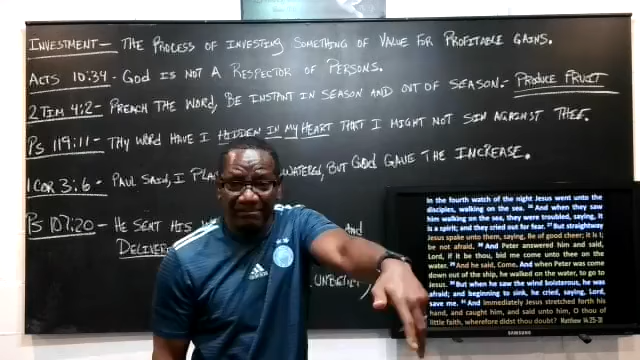 INVESTMENT — THE PROCESS OF INVESTING SOMETHING OF VALUE FOR PROFITABLE GAINS.
ACTS 10:34 - GOD IS NOT A RESPECTOR OF PERSONS.
2 TIM 4:2 - PREACH THE WORD, BE INSTANT IN SEASON AND OUT OF SEASON. - PRODUCE FRUIT
PS 119:11 - THY WORD HAVE I HIDDEN IN MY HEART THAT I MIGHT NOT SIN AGAINST THEE.
1 COR 3:6 - PAUL SAID, I WATERED, BUT GOD GAVE THE INCREASE.
PS 107:20 - HE SENT HIS AND
adidas
In the fourth watch of the night Jesus went unto the
disciples, walking on the sea. 26 And when they saw
him walking on the sea, they were troubled, saying, It
is a spirit; and they cried out for fear. 27 But straightway
Jesus spake unto them, saying, Be of good cheer; it is I;
be not afraid. 28 And Peter answered him and said,
Lord, if it be thou, bid me come unto thee on the
water. 29 And he said, Come. And when Peter was come
down out of the ship, he walked on the water, to go to
Jesus. 30 But when he saw the wind boisterous, he was
afraid; and beginning to sink, he cried, saying, Lord,
save me. 31 And immediately Jesus stretched forth his
hand, and caught him, and said unto him, O thou of
little faith, wherefore didst thou doubt? Matthew 14:25-31
SAMSUNG